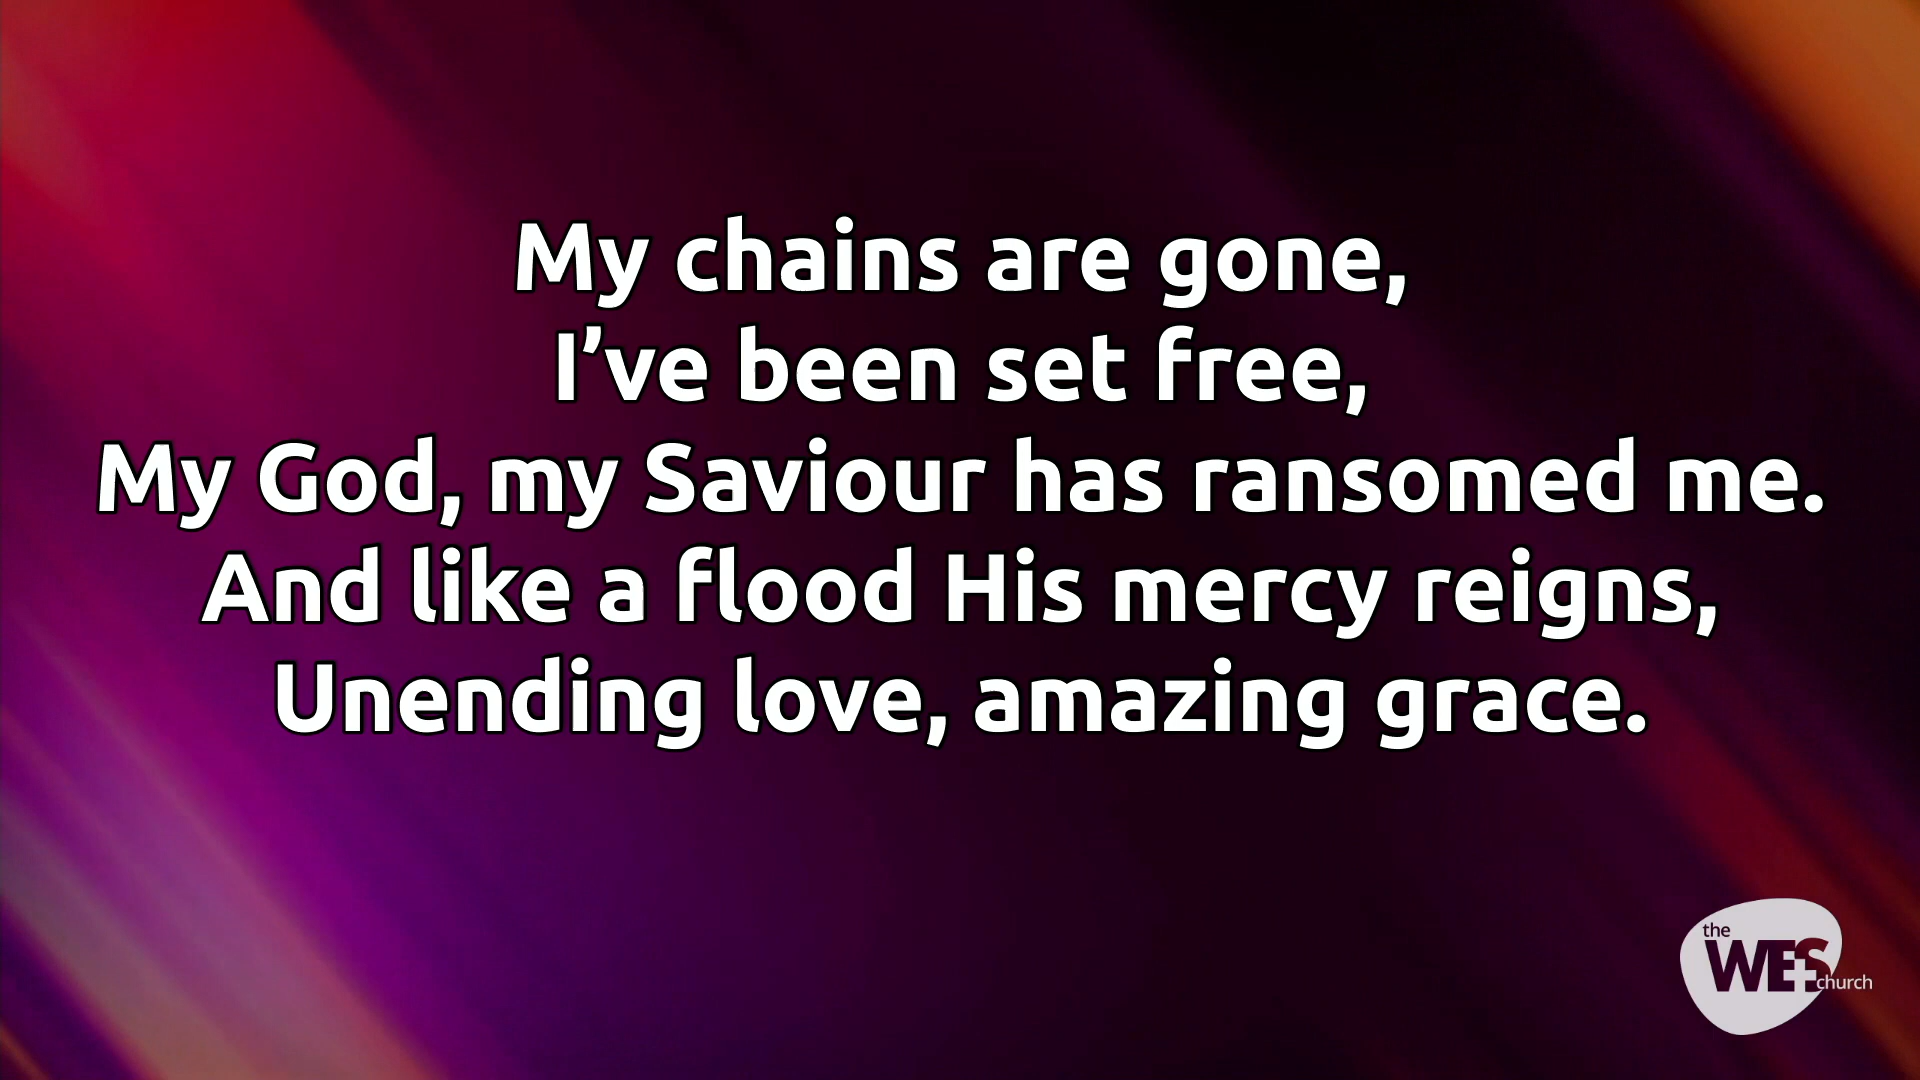 My chains are gone,
I’ve been set free,
My God, my Saviour has ransomed me.
And like a flood His mercy reigns,
Unending love, amazing grace.
the
WES
church